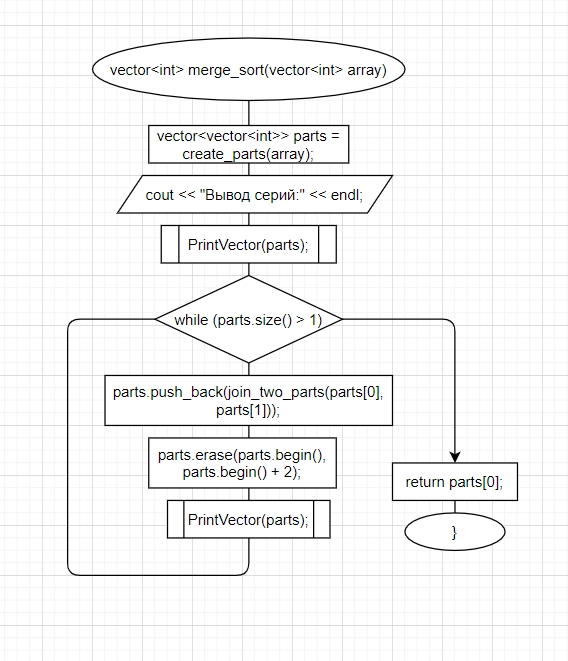 vector<int> merge_sort(vector<int> array)
vector<vector<int>> parts =
create_parts(array);
cout << "Вывод серий:" << endl;
PrintVector(parts);
while (parts.size() > 1)
parts.push_back(join_two_parts(parts[0],
parts[1]));
parts.erase(parts.begin(),
parts.begin() + 2);
PrintVector(parts);
return parts[0];
}